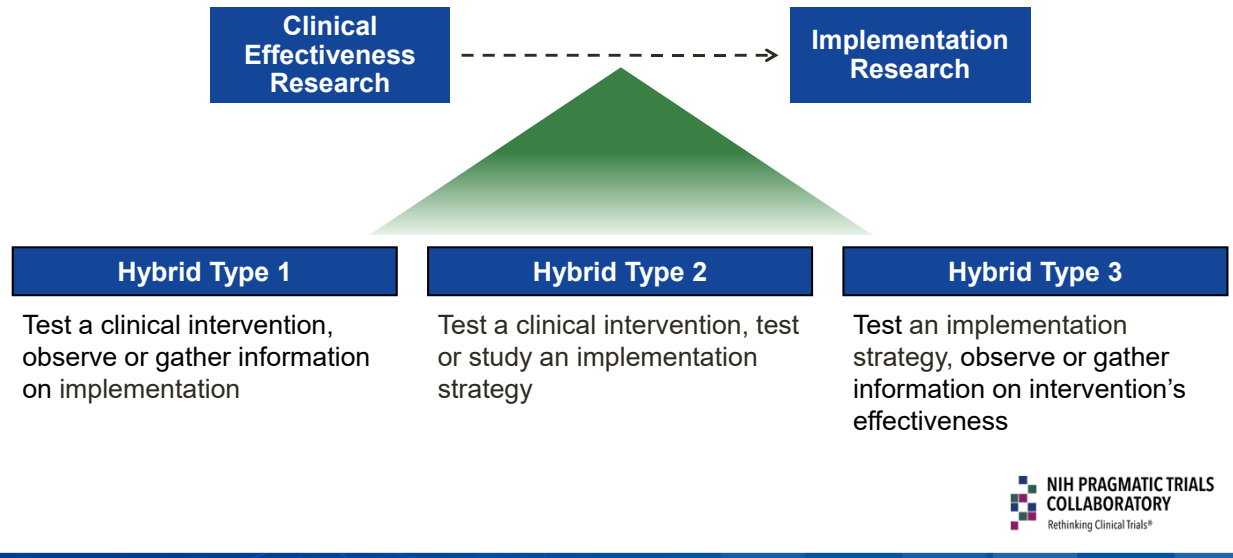 Clinical
Effectiveness
Research
Implementation
Research
Hybrid Type 1
Test a clinical intervention,
observe or gather information
on implementation
Hybrid Type 2
Test a clinical intervention, test
or study an implementation
strategy
Hybrid Type 3
Test an implementation
strategy, observe or gather
information on intervention’s
effectiveness
NIH PRAGMATIC TRIALS
COLLABORATORY
Rethinking Clinical Trials®